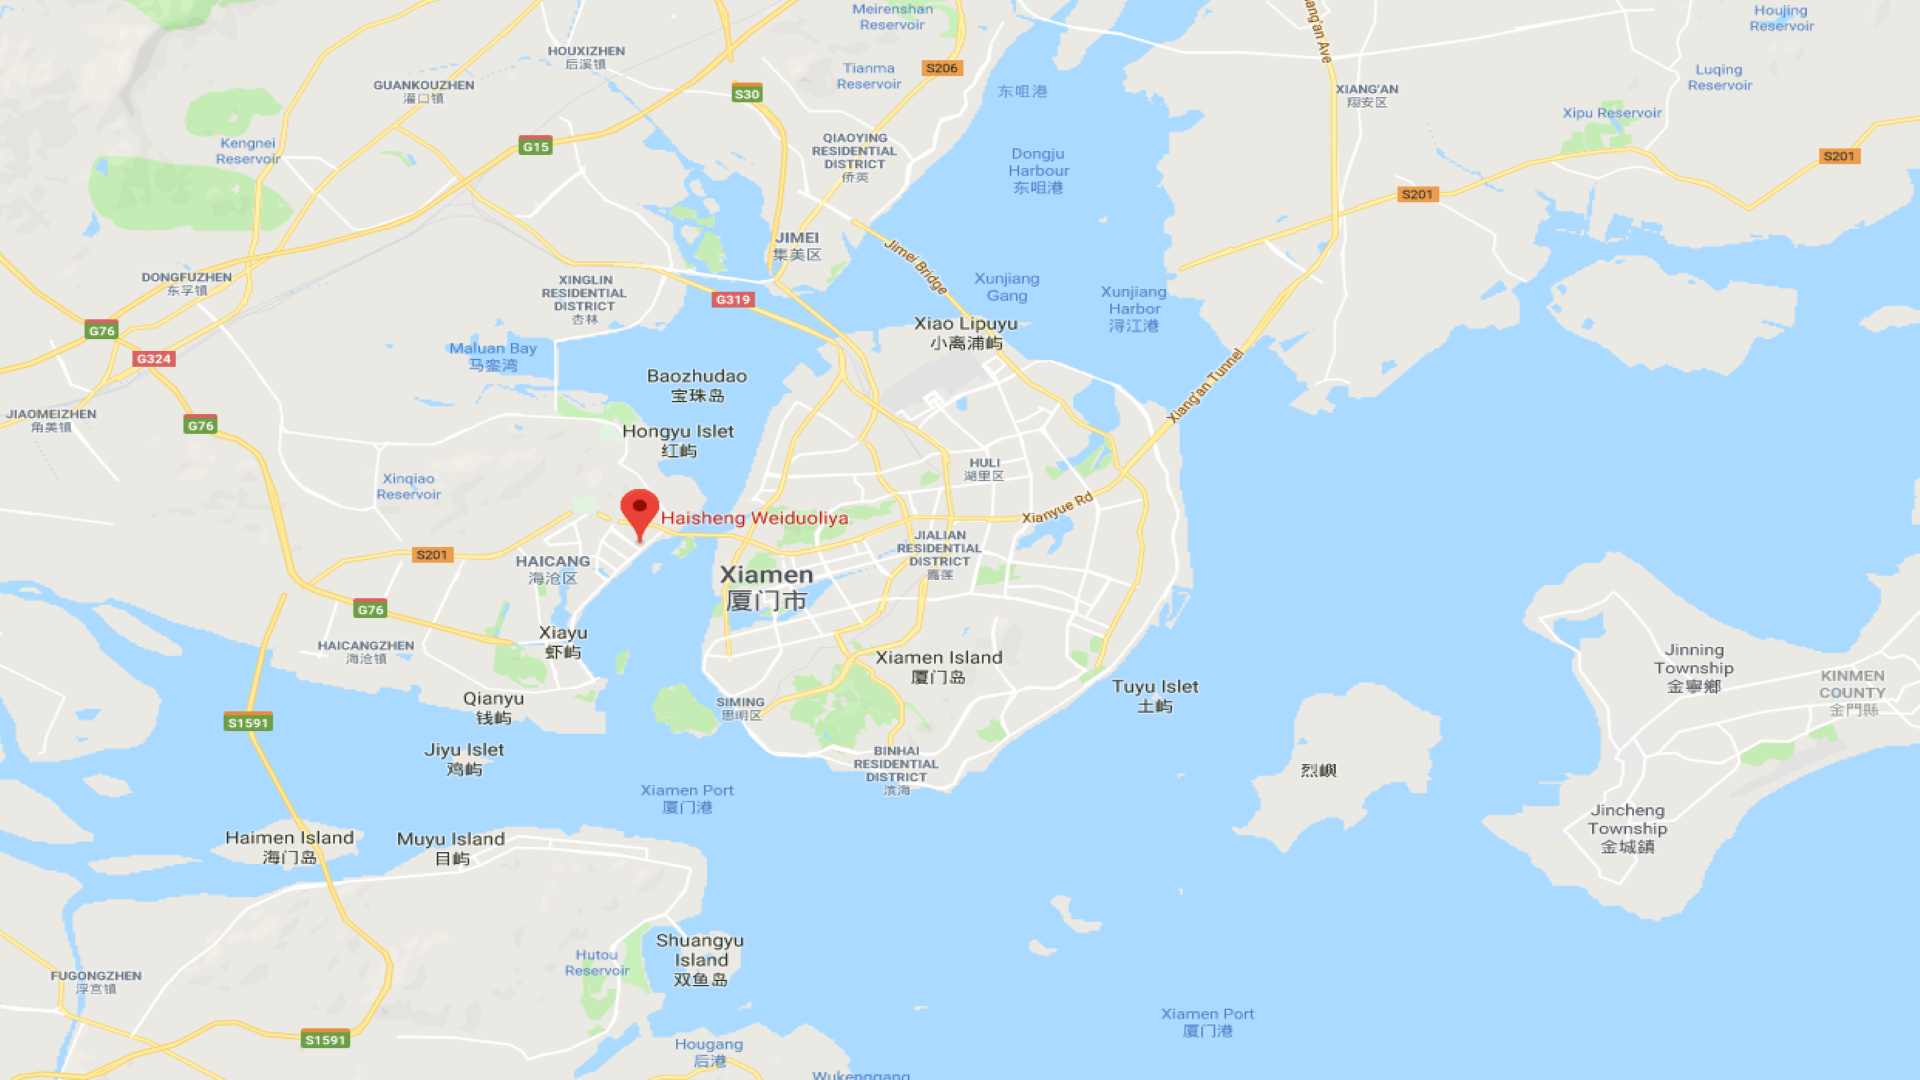 Meirenshan
Reservoir
Houjing
Reservoir
HOUXIZHEN
后溪镇
Tianma
Reservoir
S206
Luqing
Reservoir
GUANKOUZHEN
灌口镇
S30
东咀港
XIANG'AN
翔安区
Xipu Reservoir
Kengnei
Reservoir
G15
QIAOYING
RESIDENTIAL
DISTRICT
侨英
Dongju
Harbour
东咀港
S201
S201
JIMEI
集美区
Jimei Bridge
DONGFUZHEN
东孚镇
XINGLIN
RESIDENTIAL
DISTRICT
杏林
G319
Xunjiang
Gang
Xunjiang
Harbor
浔江港
G76
G324
Maluan Bay
马銮湾
Xiao Lipuyu
小离浦屿
Baozhudao
宝珠岛
Xiang'an Tunnel
JIAOMEIZHEN
角美镇
G76
Hongyu Islet
红屿
HULI
湖里区
Xinqiao
Reservoir
Haisheng Weiduoliya
Xianyue Rd
S201
HAICANG
海沧区
JIALIAN
RESIDENTIAL
DISTRICT
嘉莲
Xiamen
厦门市
G76
HAICANGZHEN
海沧镇
Xiayu
虾屿
Xiamen Island
厦门岛
Jinning
Township
金寧鄉
KINMEN
COUNTY
金門縣
Qianyu
钱屿
SIMING
思明区
Tuyu Islet
土屿
S1591
Jiyu Islet
鸡屿
BINHAI
RESIDENTIAL
DISTRICT
滨海
烈嶼
Xiamen Port
厦门港
Jincheng
Township
金城鎮
Haimen Island
海门岛
Muyu Island
目屿
Shuangyu
Island
双鱼岛
Hutou
Reservoir
FUGONGZHEN
浮宫镇
Xiamen Port
厦门港
S1591
Hougang
后港
Wukenggang